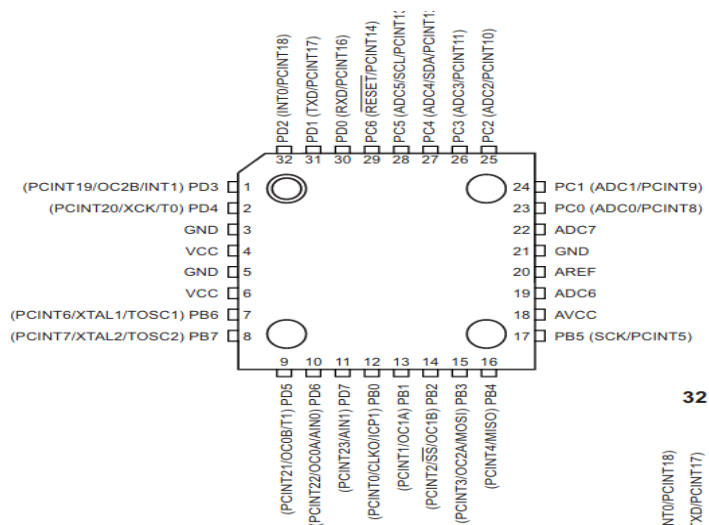 PD2 (INT0/PCINT18)
PD1 (TXD/PCINT17)
PD0 (RXD/PCINT16)
PC6 (RESET/PCINT14)
PC5 (ADC5/SCL/PCINT13
PC4 (ADC4/SDA/PCINT1
PC3 (ADC3/PCINT11)
PC2 (ADC2/PCINT10)
32 31 30 29 28 27 26 25
(PCINT19/OC2B/INT1) PD3 1
(PCINT20/XCK/T0) PD4 2
GND 3
VCC 4
GND 5
VCC 6
(PCINT6/XTAL1/TOSC1) PB6 7
(PCINT7/XTAL2/TOSC2) PB7 8
24 PC1 (ADC1/PCINT9)
23 PC0 (ADC0/PCINT8)
22 ADC7
21 GND
20 AREF
19 ADC6
18 AVCC
17 PB5 (SCK/PCINT5)
9 10 11 12 13 14 15 16
(PCINT21/OC0B/T1) PD5
(PCINT22/OC0A/AIN0) PD6
(PCINT23/AIN1) PD7
(PCINT0/CLKO/ICP1) PB0
(PCINT1/OC1A) PB1
(PCINT2/SS/OC1B) PB2
(PCINT3/OC2A/MOSI) PB3
(PCINT4/MISO) PB4
32
NT0/PCINT18)
TXD/PCINT17)